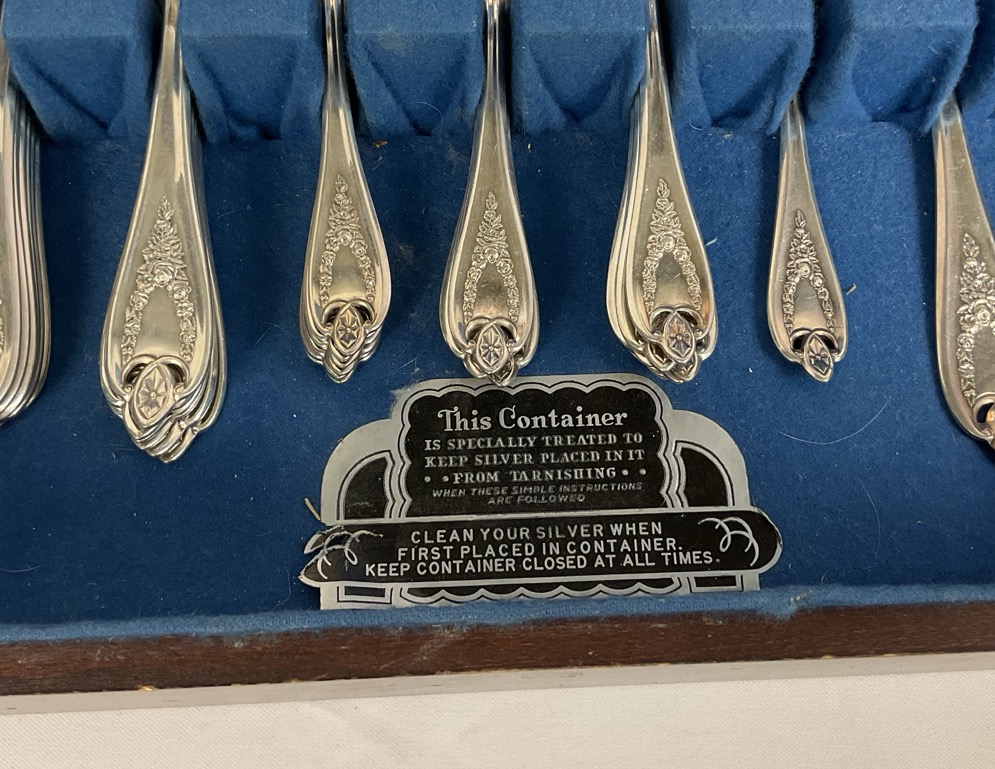 This Container
IS SPECIALLY TREATED TO
KEEP SILVER PLACED IN IT
• • FROM TARNISHING • •
WHEN THESE SIMPLE INSTRUCTIONS
ARE FOLLOWED
CLEAN YOUR SILVER WHEN
FIRST PLACED IN CONTAINER.
KEEP CONTAINER CLOSED AT ALL TIMES.